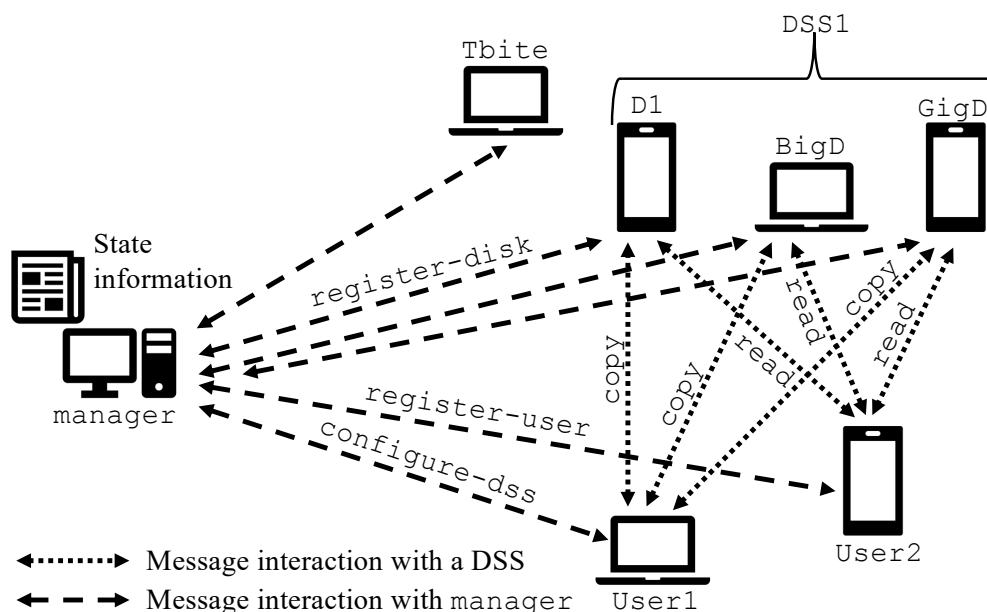 DSS1
Tbite
D1
GigD
BigD
State
information
register-disk
manager
register-user
configure-dss
copy
copy
read
read
copy
read
User2
User1
Message interaction with a DSS
Message interaction with manager